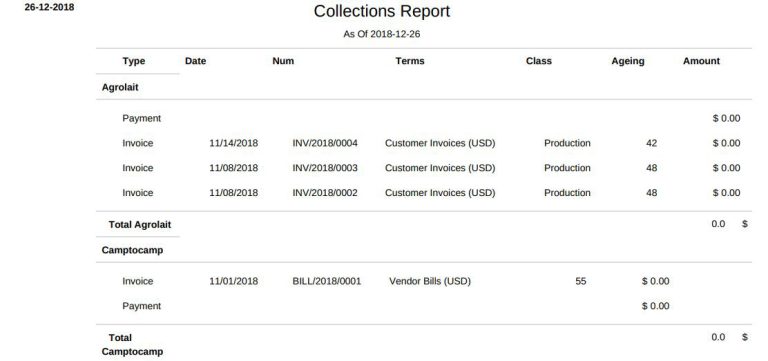 26-12-2018
Collections Report
As Of 2018-12-26
Type Date Num Terms Class Ageing Amount
Agrolait
Payment $ 0.00
Invoice 11/14/2018 INV/2018/0004 Customer Invoices (USD) Production 42 $ 0.00
Invoice 11/08/2018 INV/2018/0003 Customer Invoices (USD) Production 48 $ 0.00
Invoice 11/08/2018 INV/2018/0002 Customer Invoices (USD) Production 48 $ 0.00
Total Agrolait 0.0 $
Camptocamp
Invoice 11/01/2018 BILL/2018/0001 Vendor Bills (USD) 55 $ 0.00
Payment $ 0.00
Total 0.0 $
Camptocamp